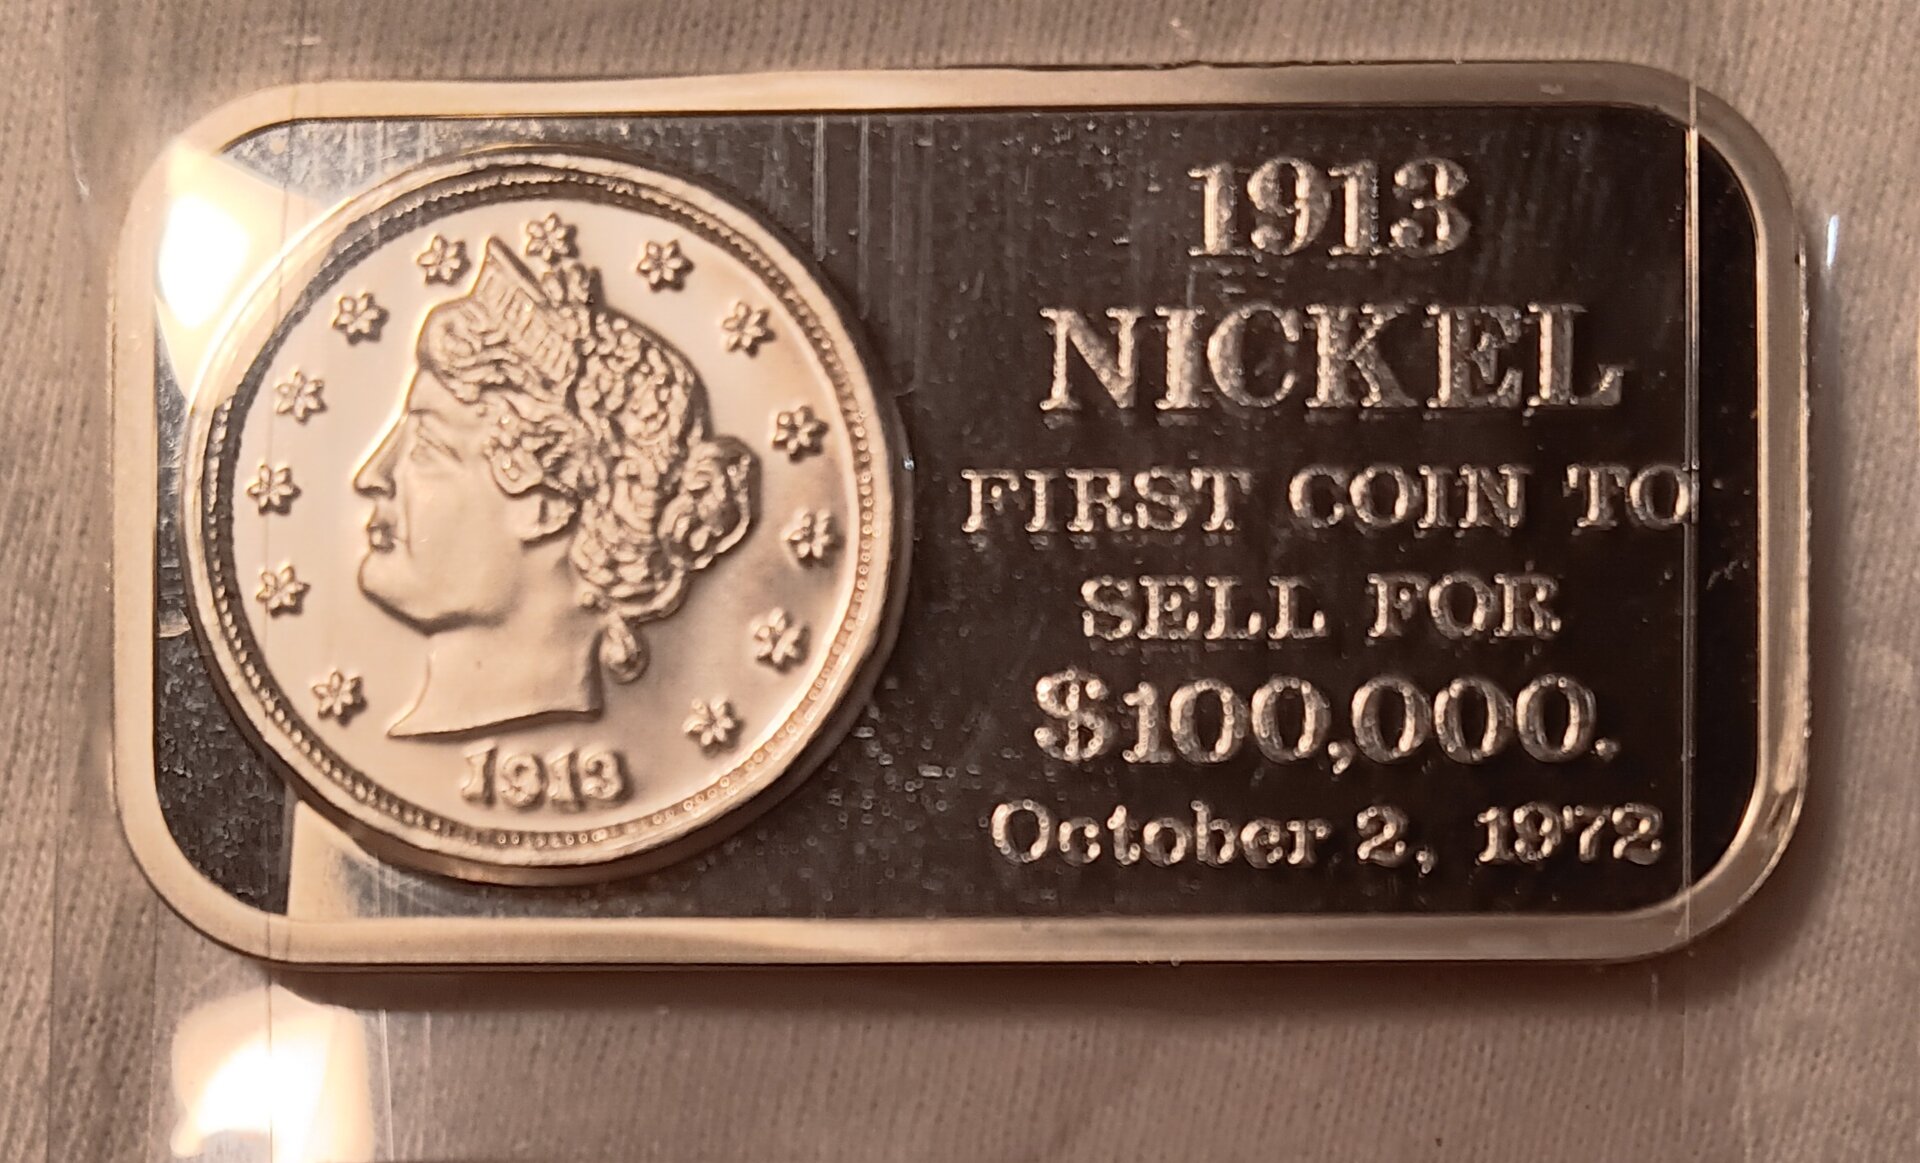 1913
1913
NICKEL
FIRST COIN TO
SELL FOR
$100,000.
October 2, 1972